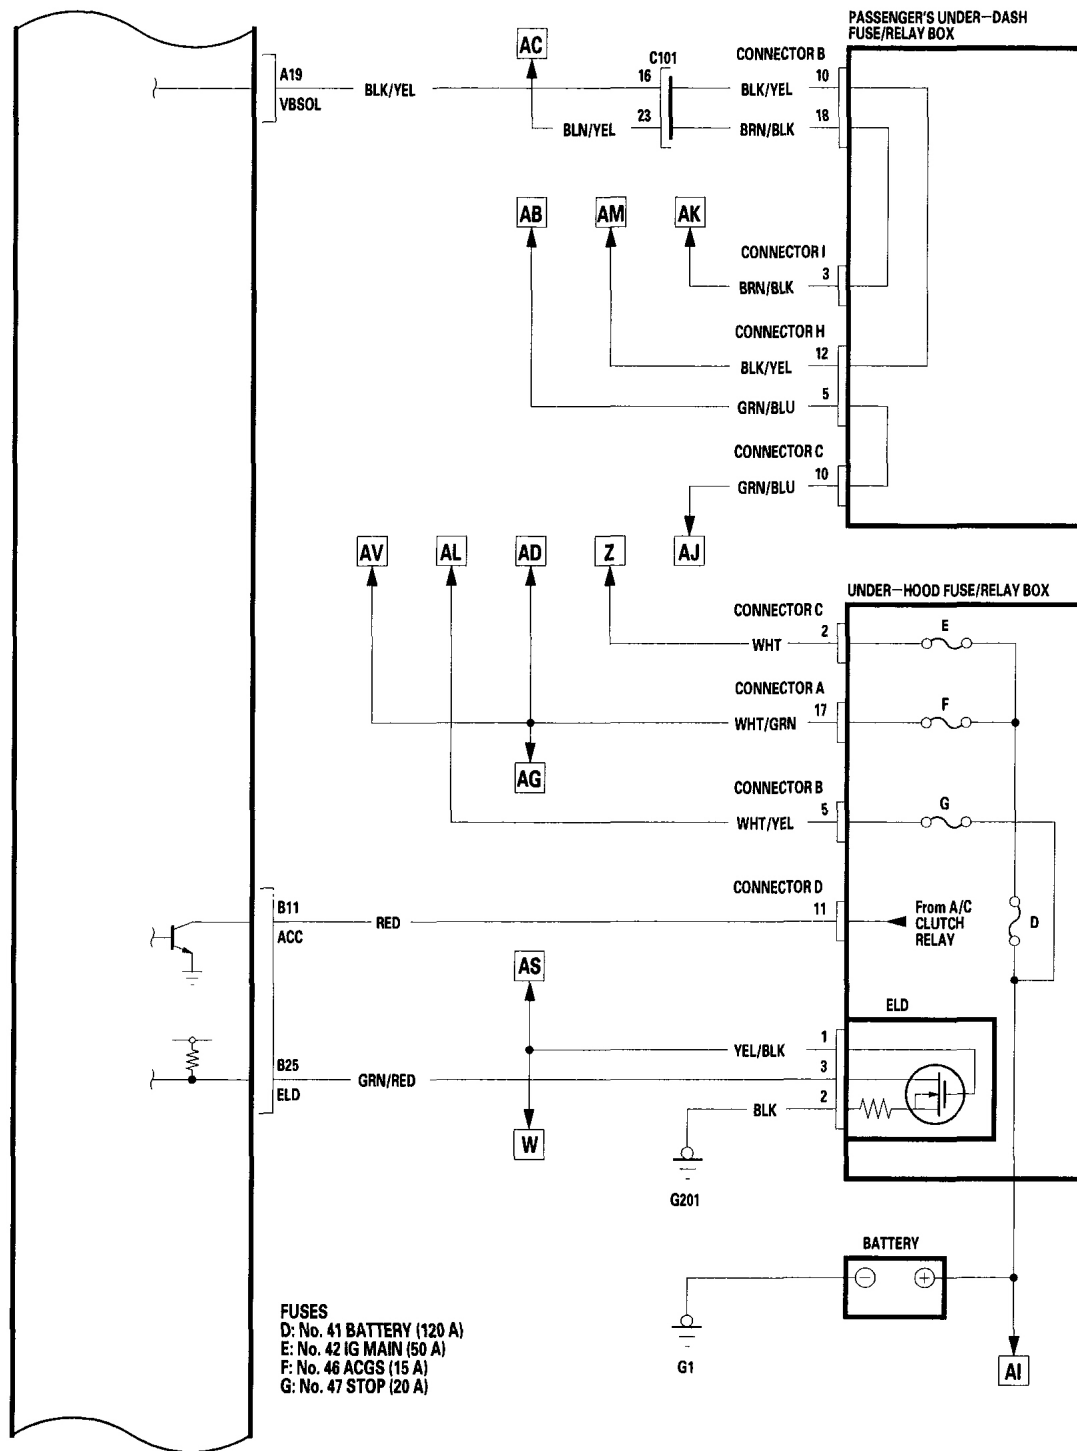 PASSENGER'S UNDER-DASH
FUSE/RELAY BOX
AC
C101
CONNECTOR B
A19
16
10
BLK/YEL
BLK/YEL
VBSOL
23
18
BLN/YEL
BRN/BLK
AB
AM
AK
CONNECTOR I
3
BRN/BLK
CONNECTOR H
12
BLK/YEL
5
GRN/BLU
CONNECTOR C
10
GRN/BLU
AV
AL
AD
Z
AJ
UNDER-HOOD FUSE/RELAY BOX
CONNECTOR C
E
2
WHT
CONNECTOR A
17
F
WHT/GRN
AG
CONNECTOR B
5
G
WHT/YEL
CONNECTOR D
B11
11
From A/C
CLUTCH
RELAY
RED
D
ACC
AS
ELD
1
YEL/BLK
B25
3
GRN/RED
ELD
2
BLK
W
G201
BATTERY
− +
FUSES
D: No. 41 BATTERY (120 A)
E: No. 42 IG MAIN (50 A)
F: No. 46 ACGS (15 A)
G: No. 47 STOP (20 A)
G1
AI